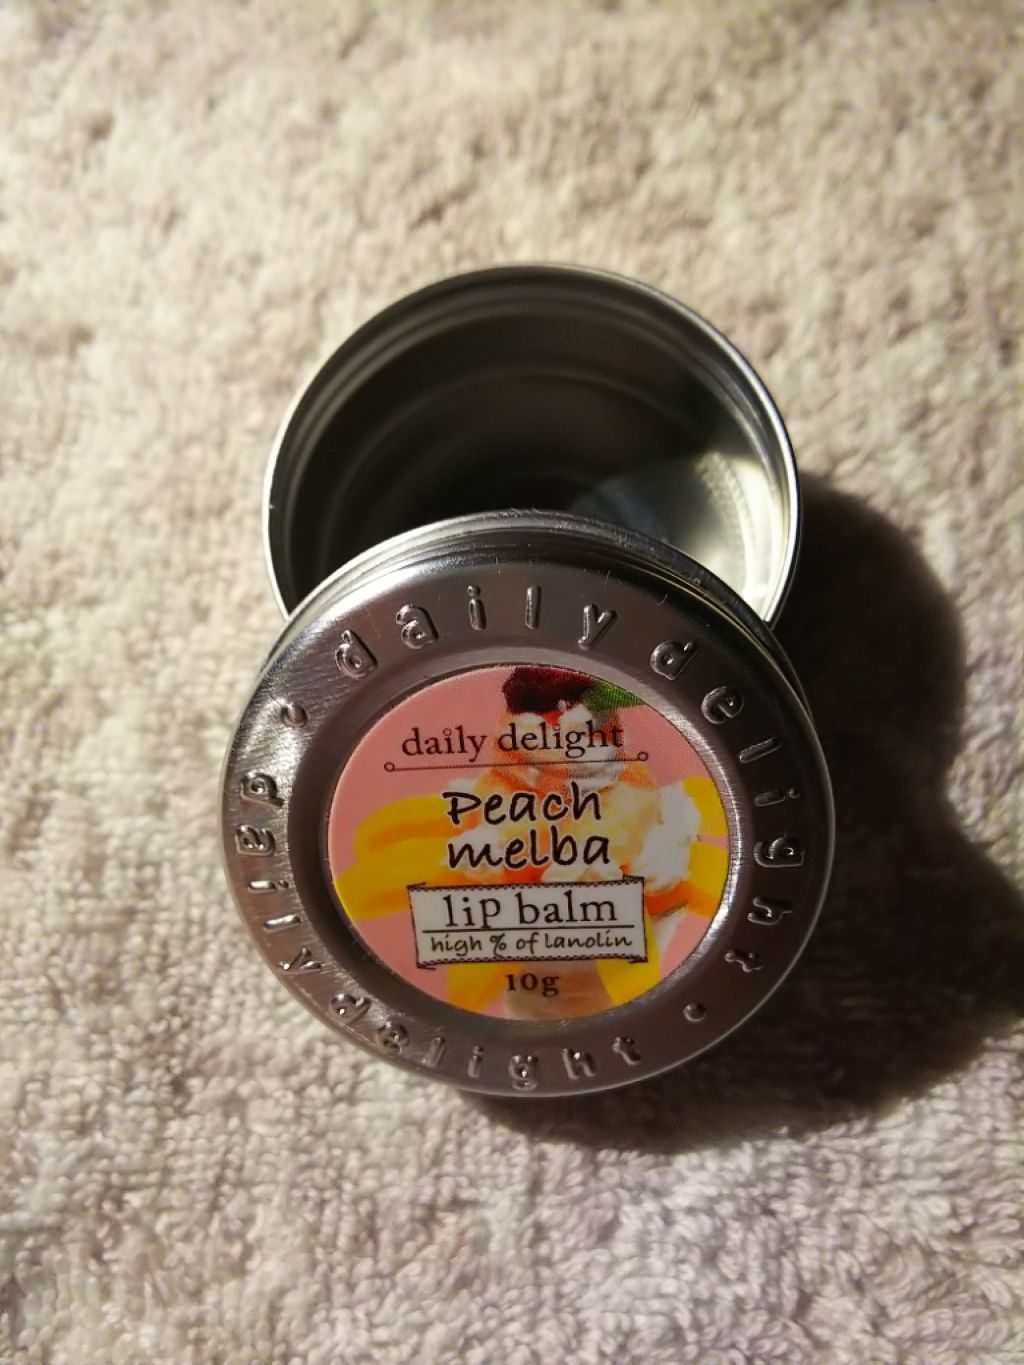 daily delight
daily delight
daily delight
Peach
melba
lip balm
high % of lanolin
10g